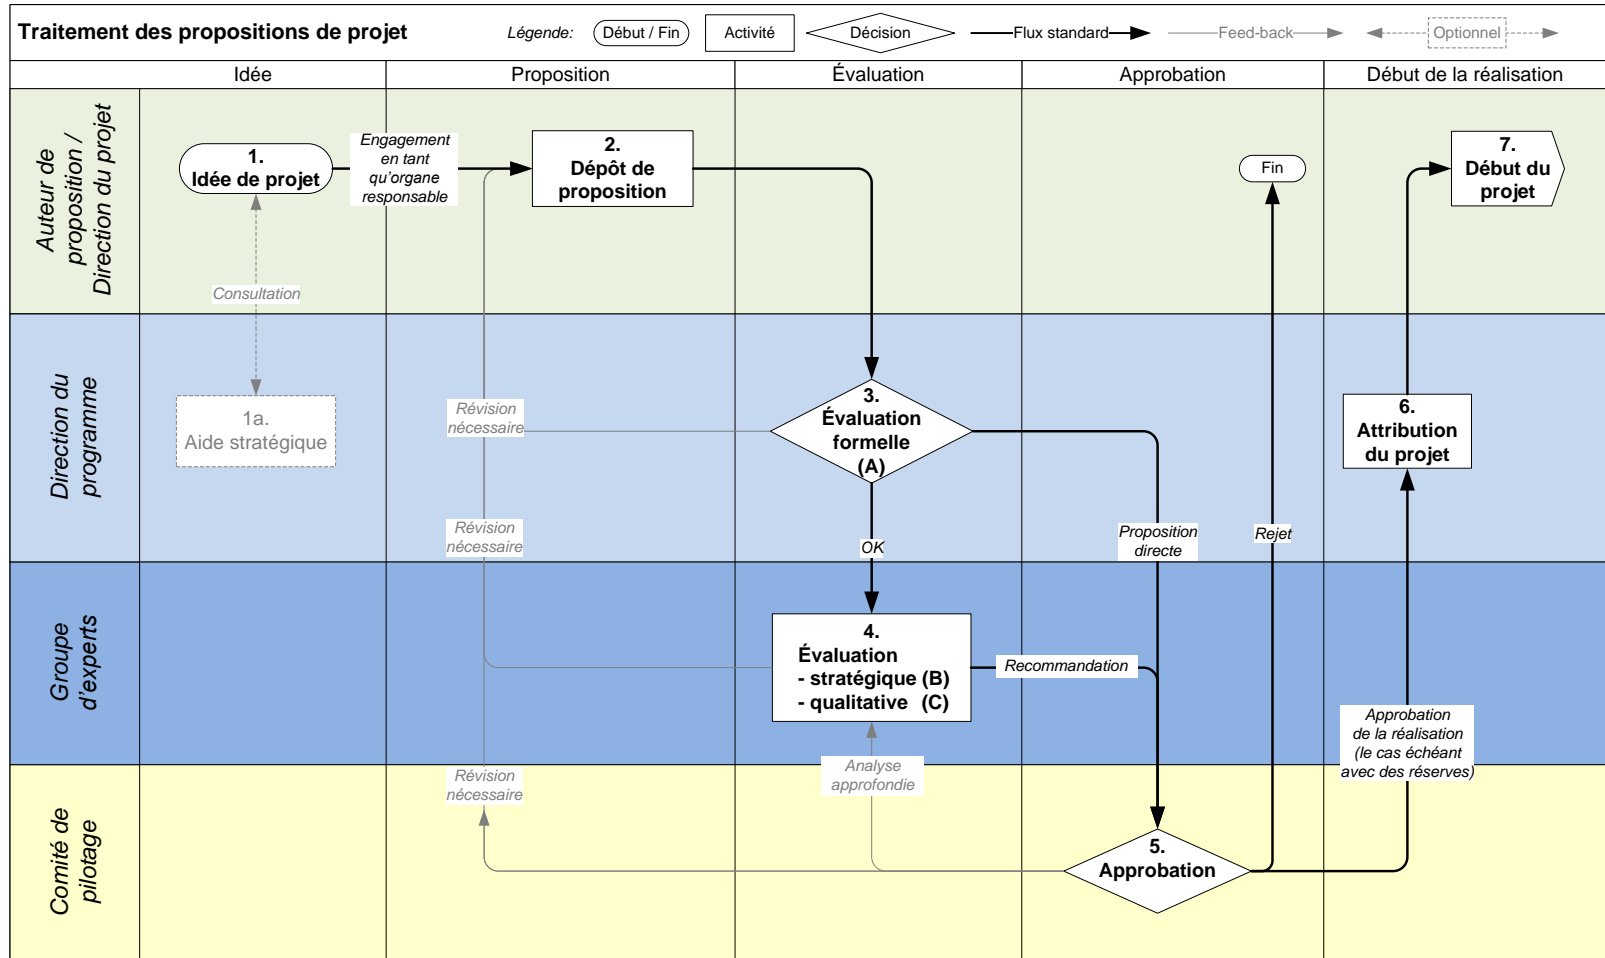 Traitement des propositions de projet
Légende:
Début / Fin
Activité
Décision
Flux standard
Feed-back
Optionnel
Idée
Proposition
Évaluation
Approbation
Début de la réalisation
Auteur de
proposition /
Direction du projet
1.
Idée de projet
Engagement
en tant
qu'organe
responsable
2.
Dépôt de
proposition
Fin
7.
Début du
projet
Consultation
Direction du
programme
1a.
Aide stratégique
Révision
nécessaire
3.
Évaluation
formelle
(A)
6.
Attribution
du projet
Révision
nécessaire
OK
Proposition
directe
Rejet
Groupe
d'experts
4.
Évaluation
- stratégique (B)
- qualitative (C)
Recommandation
Approbation
de la réalisation
(le cas échéant
avec des réserves)
Comité de
pilotage
Révision
nécessaire
Analyse
approfondie
5.
Approbation